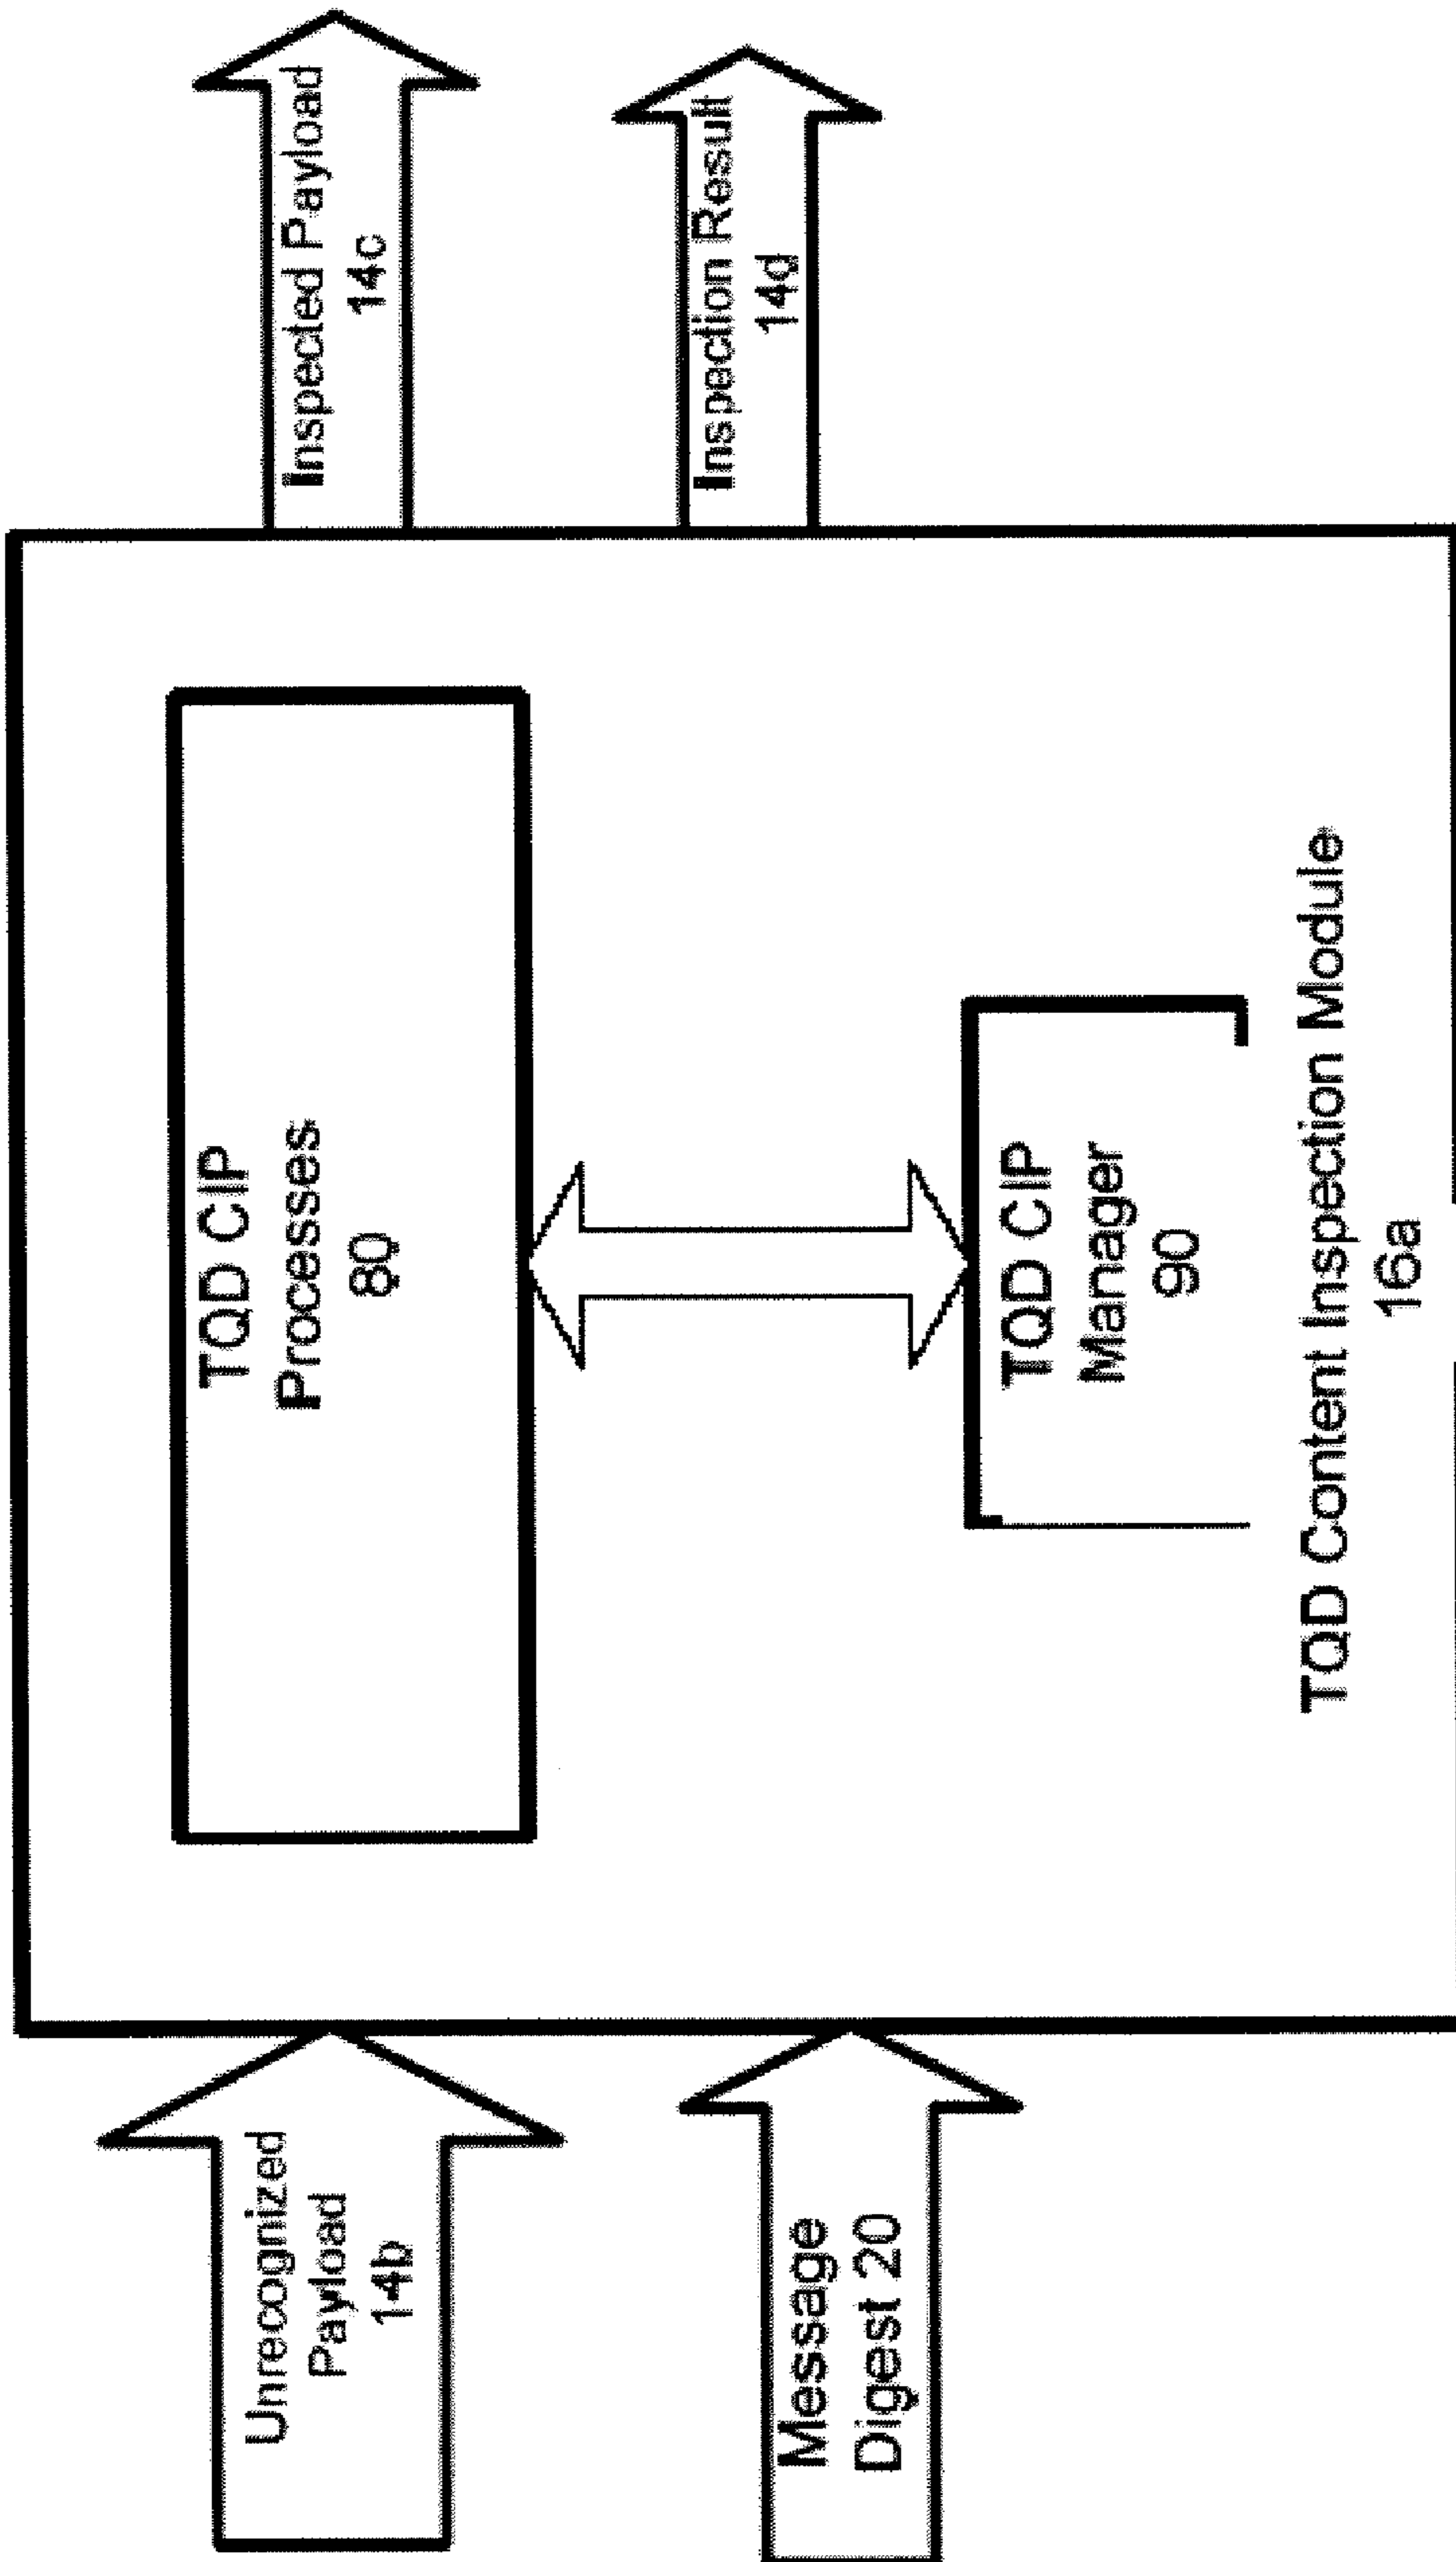 Unrecognized
Payload
14b
Message
Digest 20
TQD CIP
Processes
80
TQD CIP
Manager
90
TQD Content Inspection Module
16a
Inspected Payload
14c
Inspection Result
14d